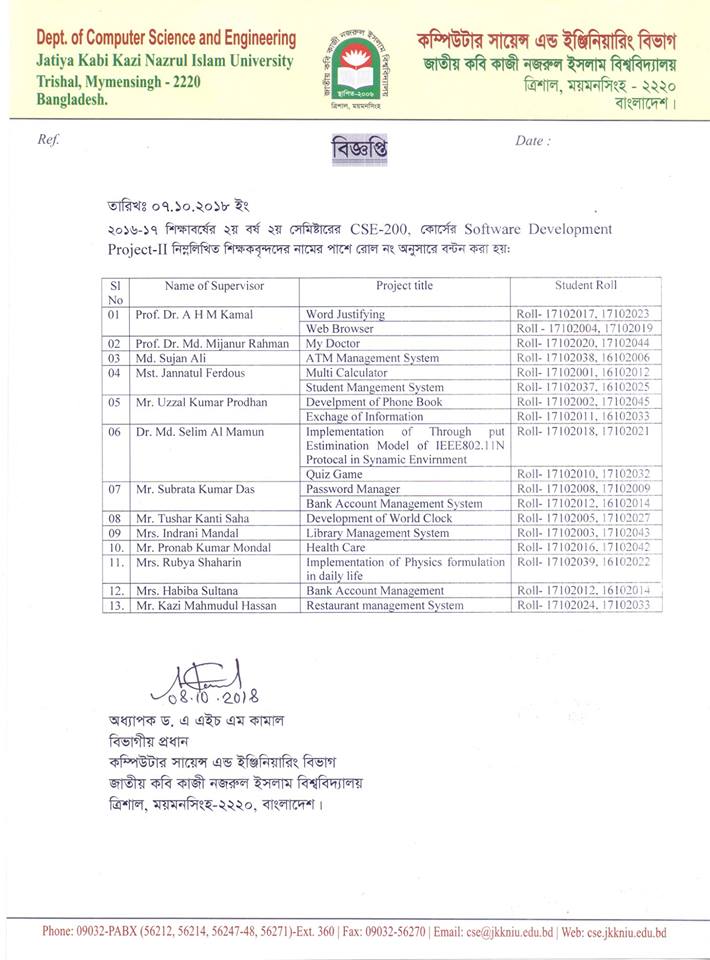 Dept. of Computer Science and Engineering
Jatiya Kabi Kazi Nazrul Islam University
Trishal, Mymensingh - 2220
Bangladesh.
জাতীয় কবি কাজী নজরুল ইসলাম বিশ্ববিদ্যালয়
স্থাপিত-২০০৬
ত্রিশাল, ময়মনসিংহ
কম্পিউটার সায়েন্স এন্ড ইঞ্জিনিয়ারিং বিভাগ
জাতীয় কবি কাজী নজরুল ইসলাম বিশ্ববিদ্যালয়
ত্রিশাল, ময়মনসিংহ - ২২২০
বাংলাদেশ।
Ref.
বিজ্ঞপ্তি
Date :
তারিখঃ ০৭.১০.২০১৮ ইং
২০১৬-১৭ শিক্ষাবর্ষের ২য় বর্ষ ২য় সেমিষ্টারের CSE-200, কোর্সের Software Development
Project-II নিম্নলিখিত শিক্ষকবৃন্দদের নামের পাশে রোল নং অনুসারে বন্টন করা হয়:
Sl No Name of Supervisor Project title Student Roll
01 Prof. Dr. A H M Kamal Word Justifying Roll- 17102017, 17102023
Web Browser Roll - 17102004, 17102019
02 Prof. Dr. Md. Mijanur Rahman My Doctor Roll- 17102020, 17102044
03 Md. Sujan Ali ATM Management System Roll- 17102038, 16102006
04 Mst. Jannatul Ferdous Multi Calculator Roll- 17102001, 16102012
Student Mangement System Roll- 17102037, 16102025
05 Mr. Uzzal Kumar Prodhan Develpment of Phone Book Roll- 17102002, 17102045
Exchage of Information Roll- 17102011, 16102033
06 Dr. Md. Selim Al Mamun Implementation of Through put Roll- 17102018, 17102021
Estimination Model of IEEE802.11N
Protocal in Synamic Envirnment
Quiz Game Roll- 17102010, 17102032
07 Mr. Subrata Kumar Das Password Manager Roll- 17102008, 17102009
Bank Account Management System Roll- 17102012, 16102014
08 Mr. Tushar Kanti Saha Development of World Clock Roll- 17102005, 17102027
09 Mrs. Indrani Mandal Library Management System Roll- 17102003, 17102043
10. Mr. Pronab Kumar Mondal Health Care Roll- 17102016, 17102042
11. Mrs. Rubya Shaharin Implementation of Physics formulation Roll- 17102039, 16102022
in daily life
12. Mrs. Habiba Sultana Bank Account Management Roll- 17102012, 16102014
13. Mr. Kazi Mahmudul Hassan Restaurant management System Roll- 17102024, 17102033
08.10.2018
অধ্যাপক ড. এ এইচ এম কামাল
বিভাগীয় প্রধান
কম্পিউটার সায়েন্স এন্ড ইঞ্জিনিয়ারিং বিভাগ
জাতীয় কবি কাজী নজরুল ইসলাম বিশ্ববিদ্যালয়
ত্রিশাল, ময়মনসিংহ-২২২০, বাংলাদেশ।
Phone: 09032-PABX (56212, 56214, 56247-48, 56271)-Ext. 360 | Fax: 09032-56270 | Email: cse@jkkniu.edu.bd | Web: cse.jkkniu.edu.bd